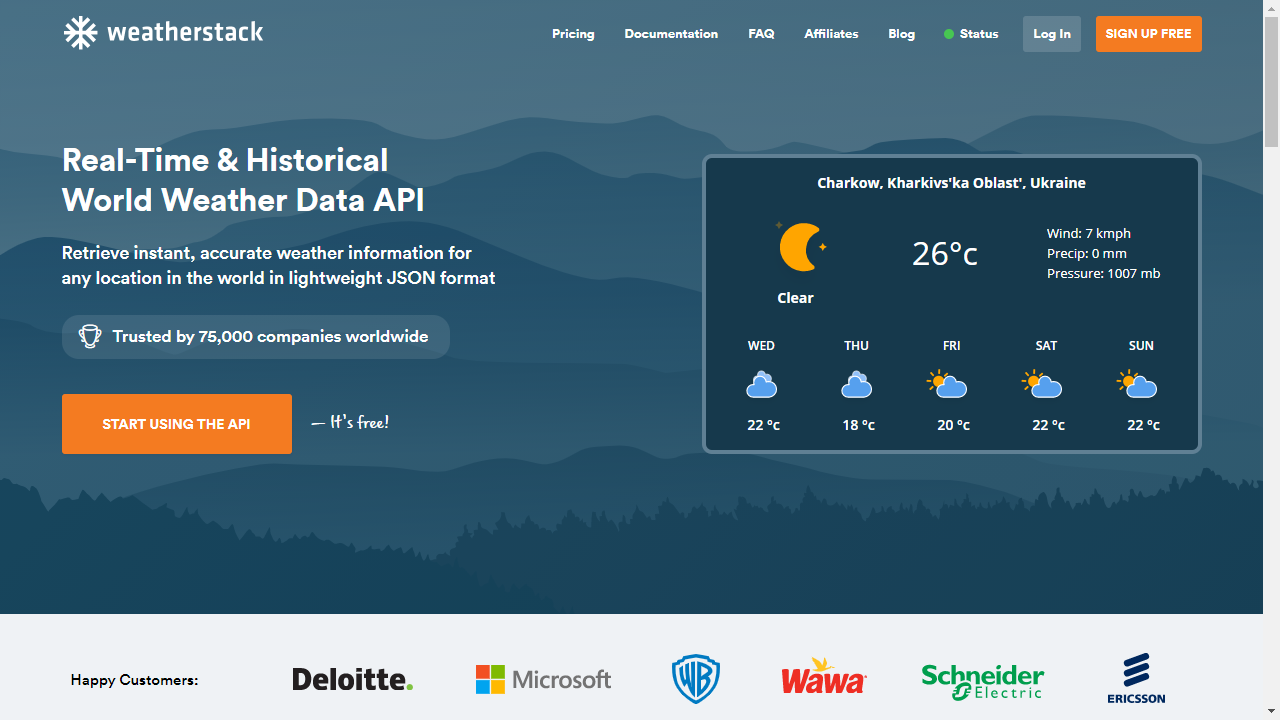 weatherstack
Pricing
Documentation
FAQ
Affiliates
Blog
Status
Log In
SIGN UP FREE
Real-Time & Historical
World Weather Data API
Retrieve instant, accurate weather information for
any location in the world in lightweight JSON format
Trusted by 75,000 companies worldwide
START USING THE API
— It's free!
Charkow, Kharkivs'ka Oblast', Ukraine
Clear
26°c
Wind: 7 kmph
Precip: 0 mm
Pressure: 1007 mb
WED THU FRI SAT SUN
22 °c 18 °c 20 °c 22 °c 22 °c
Happy Customers:
Deloitte.
Microsoft
WB
Wawa
Schneider
Electric
ERICSSON